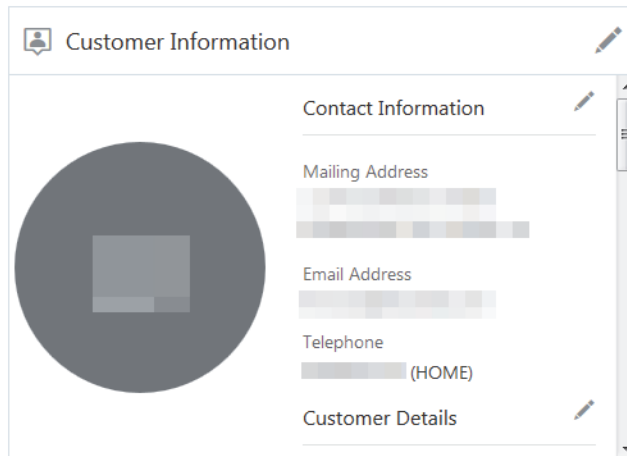 Customer Information
Contact Information
Mailing Address
Email Address
Telephone
(HOME)
Customer Details